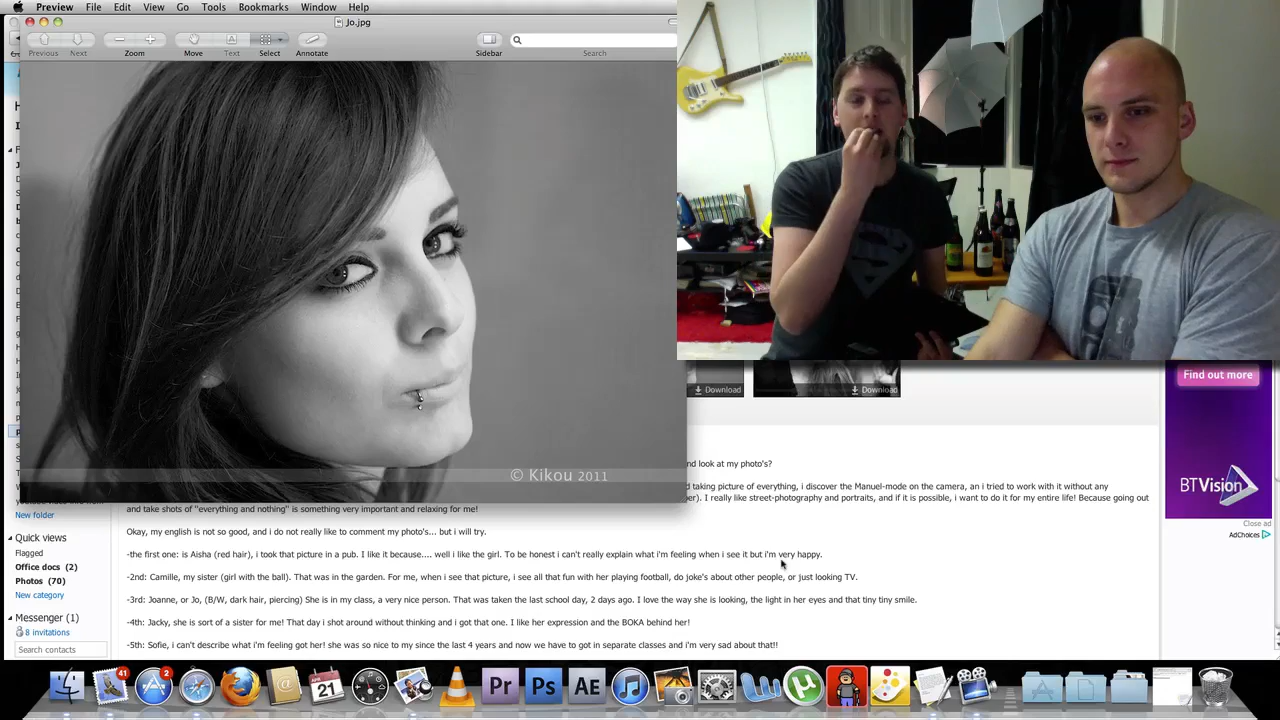 Preview File Edit View Go Tools Bookmarks Window Help
Jo.jpg
Previous Next Zoom Move Text Select Annotate Sidebar Search
© Kikou 2011
Download
Download
Find out more
BTVision
Close ad
AdChoices
nd look at my photo's?
d taking picture of everything, i discover the Manuel-mode on the camera, an i tried to work with it without any
er). I really like street-photography and portraits, and if it is possible, i want to do it for my entire life! Because going out
and take shots of "everything and nothing" is something very important and relaxing for me!
Okay, my english is not so good, and i do not really like to comment my photo's... but i will try.
-the first one: is Aisha (red hair), i took that picture in a pub. I like it because.... well i like the girl. To be honest i can't really explain what i'm feeling when i see it but i'm very happy.
-2nd: Camille, my sister (girl with the ball). That was in the garden. For me, when i see that picture, i see all that fun with her playing football, do joke's about other people, or just looking TV.
-3rd: Joanne, or Jo, (B/W, dark hair, piercing) She is in my class, a very nice person. That was taken the last school day, 2 days ago. I love the way she is looking, the light in her eyes and that tiny tiny smile.
-4th: Jacky, she is sort of a sister for me! That day i shot around without thinking and i got that one. I like her expression and the BOKA behind her!
-5th: Sofie, i can't describe what i'm feeling got her! she was so nice to my since the last 4 years and now we have to got in separate classes and i'm very sad about that!!
New folder
Quick views
Flagged
Office docs (2)
Photos (70)
New category
Messenger (1)
8 invitations
Search contacts
41
2
APR
21
Pr
Ps
AE